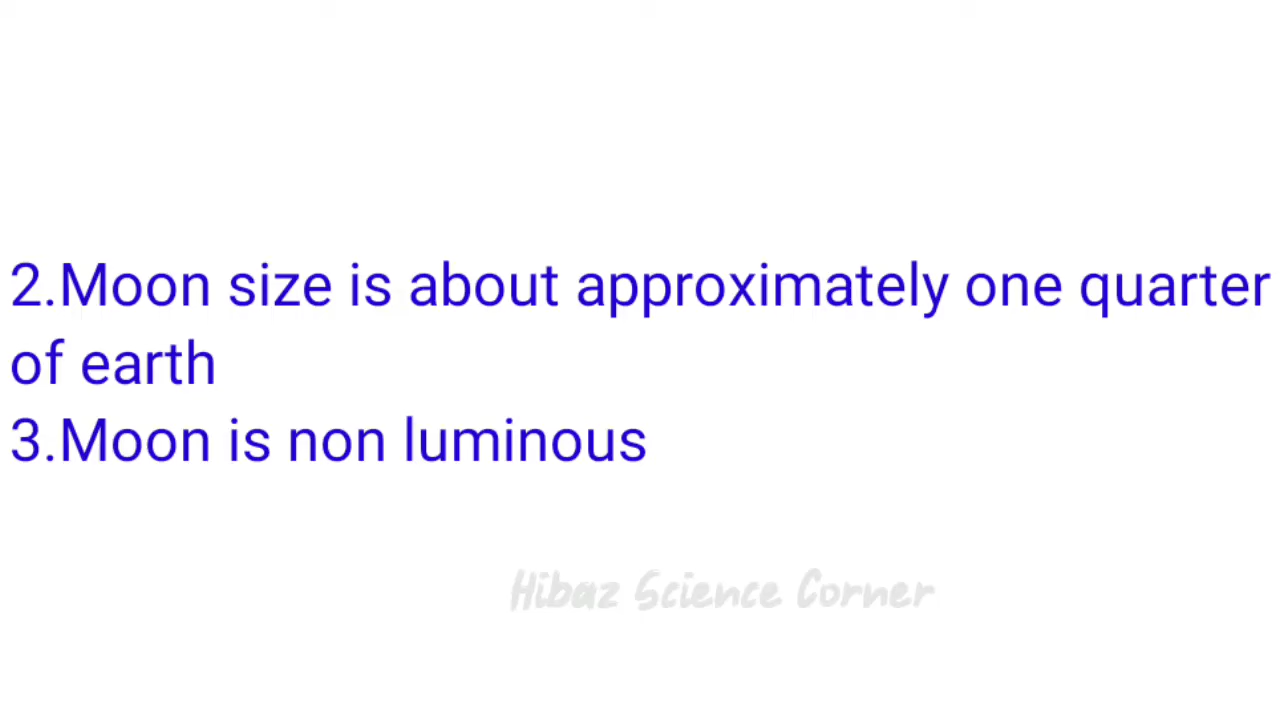 2.Moon size is about approximately one quarter
of earth
3.Moon is non luminous
Hibaz Science Corner